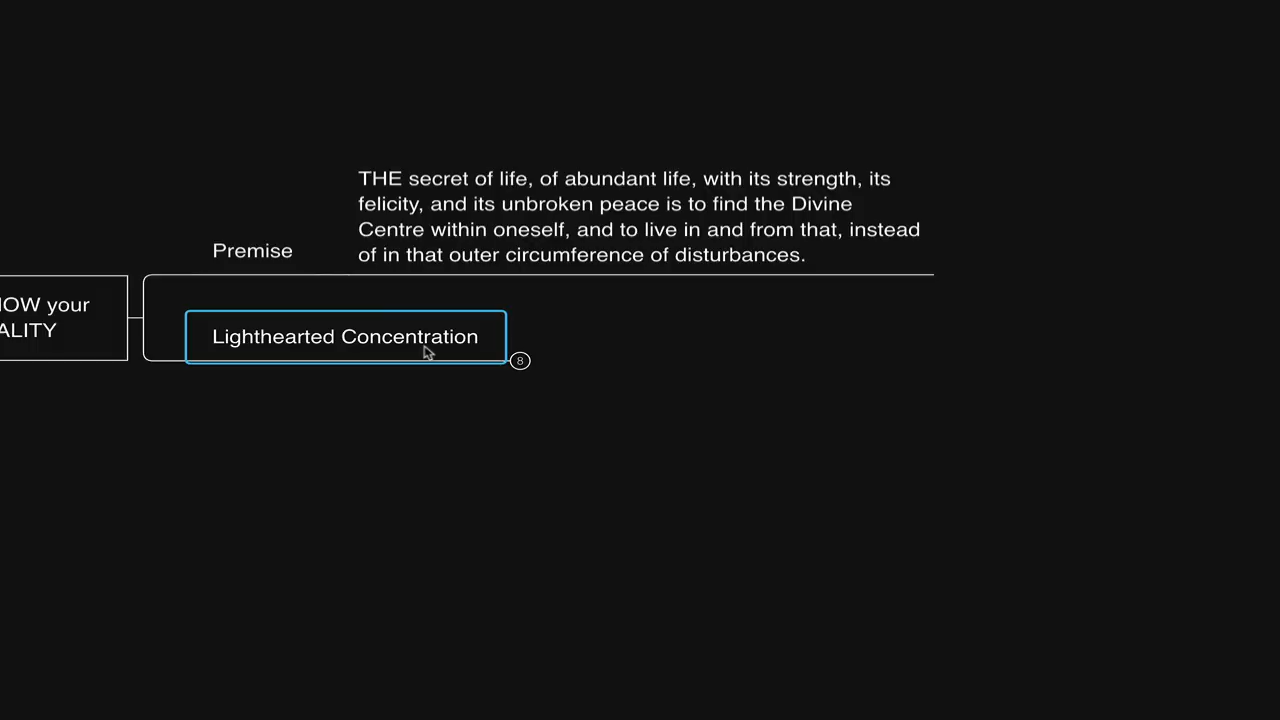 THE secret of life, of abundant life, with its strength, its
felicity, and its unbroken peace is to find the Divine
Centre within oneself, and to live in and from that, instead
of in that outer circumference of disturbances.
Premise
your
Lighthearted Concentration
8